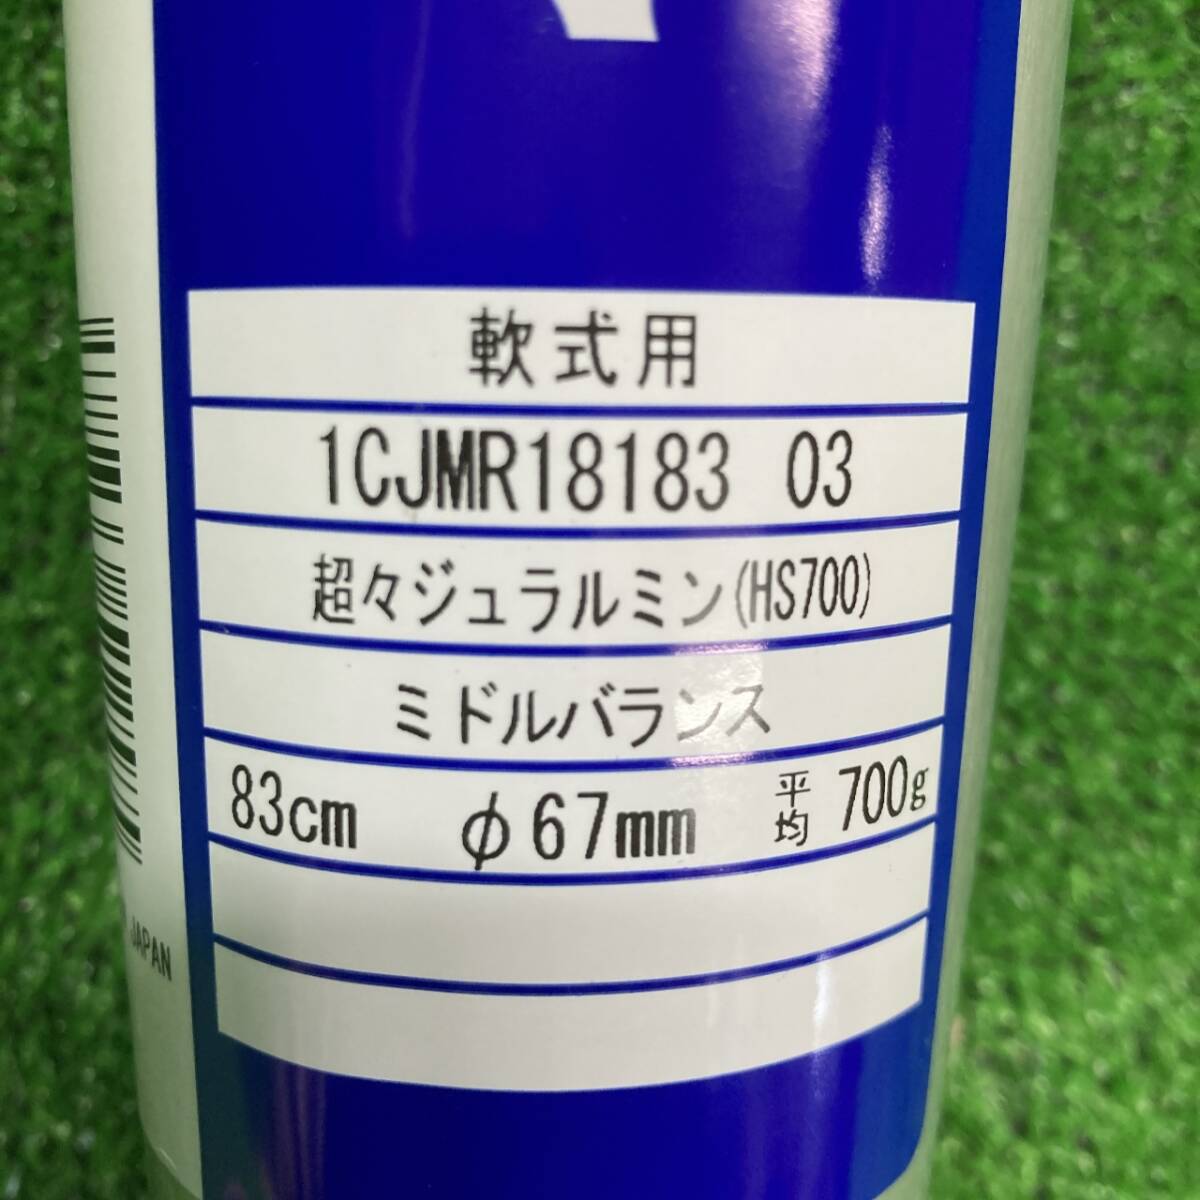 軟式用
1CJMR18183 03
超々ジュラルミン(HS700)
ミドルバランス
83cm φ67mm 平均 700g
JAPAN